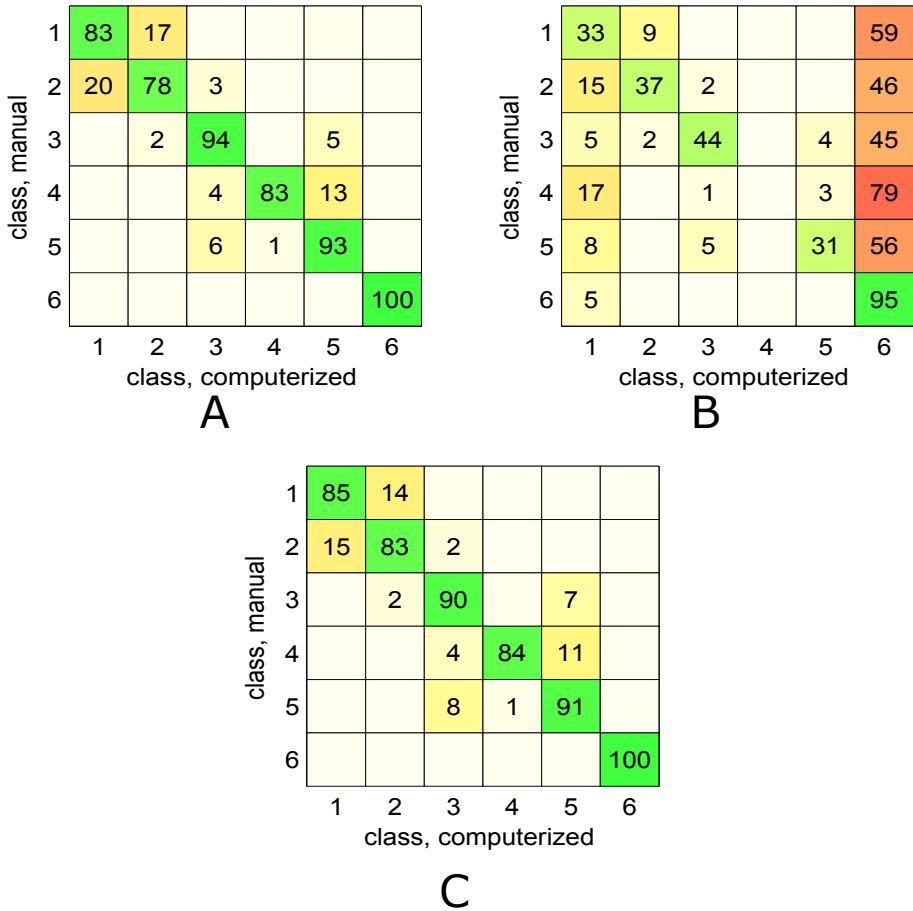 1 83 17
2 20 78 3
3 2 94 5
4 4 83 13
5 6 1 93
6 100
1 2 3 4 5 6
class, manual
class, computerized
A
1 33 9 59
2 15 37 2 46
3 5 2 44 4 45
4 17 1 3 79
5 8 5 31 56
6 5 95
1 2 3 4 5 6
class, manual
class, computerized
B
1 85 14
2 15 83 2
3 2 90 7
4 4 84 11
5 8 1 91
6 100
1 2 3 4 5 6
class, manual
class, computerized
C